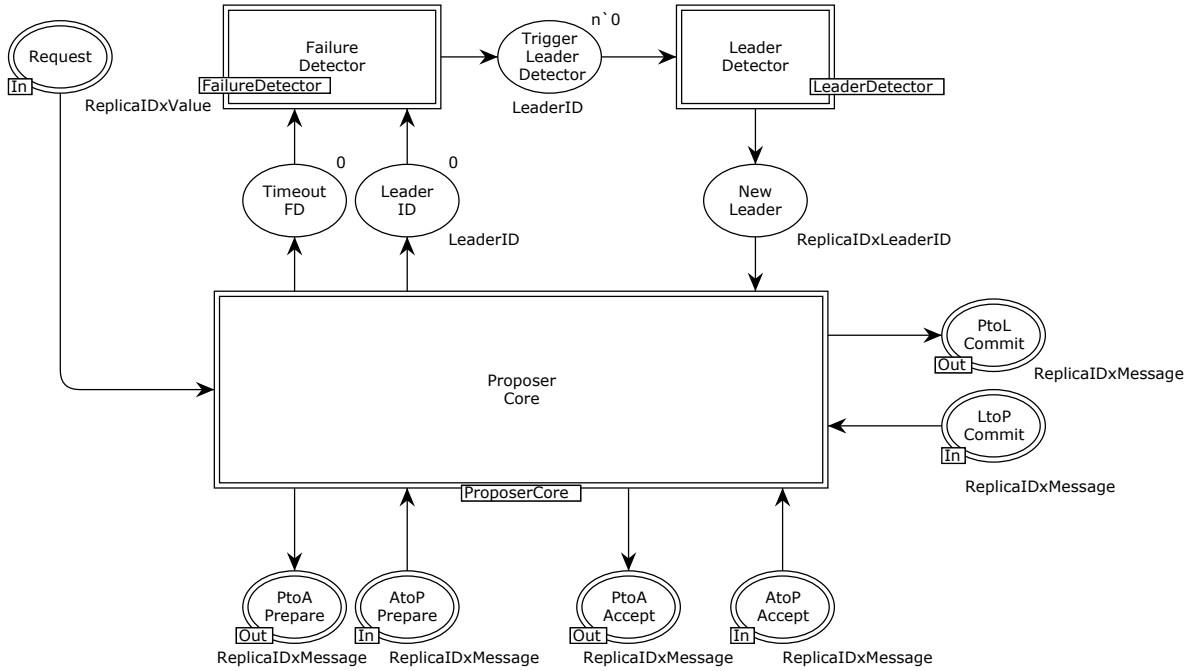 Request
In
ReplicaIDxValue
Failure
Detector
FailureDetector
n`0
Trigger
Leader
Detector
LeaderID
Leader
Detector
LeaderDetector
0
Timeout
FD
0
Leader
ID
LeaderID
New
Leader
ReplicaIDxLeaderID
Proposer
Core
ProposerCore
PtoL
Commit
Out
ReplicaIDxMessage
LtoP
Commit
In
ReplicaIDxMessage
PtoA
Prepare
Out
ReplicaIDxMessage
AtoP
Prepare
In
ReplicaIDxMessage
PtoA
Accept
Out
ReplicaIDxMessage
AtoP
Accept
In
ReplicaIDxMessage